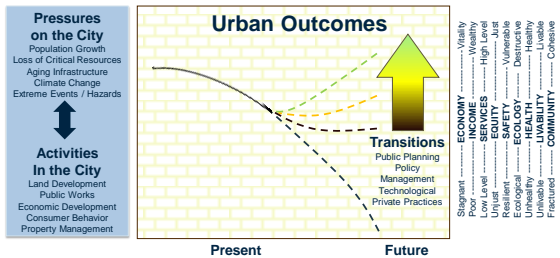 Pressures
on the City
Population Growth
Loss of Critical Resources
Aging Infrastructure
Climate Change
Extreme Events / Hazards
Activities
In the City
Land Development
Public Works
Economic Development
Consumer Behavior
Property Management
Urban Outcomes
Transitions
Public Planning
Policy
Management
Technological
Private Practices
Present
Future
Stagnant ---------- ECONOMY ---------- Vitality
Poor ---------- INCOME ---------- Wealthy
Low Level ---------- SERVICES ---------- High Level
Unjust ---------- EQUITY ---------- Just
Resilient ---------- SAFETY ---------- Vulnerable
Ecological ---------- ECOLOGY ---------- Destructive
Unhealthy ---------- HEALTH ---------- Healthy
Unlivable ---------- LIVABILITY ---------- Livable
Fractured ---------- COMMUNITY ---------- Cohesive